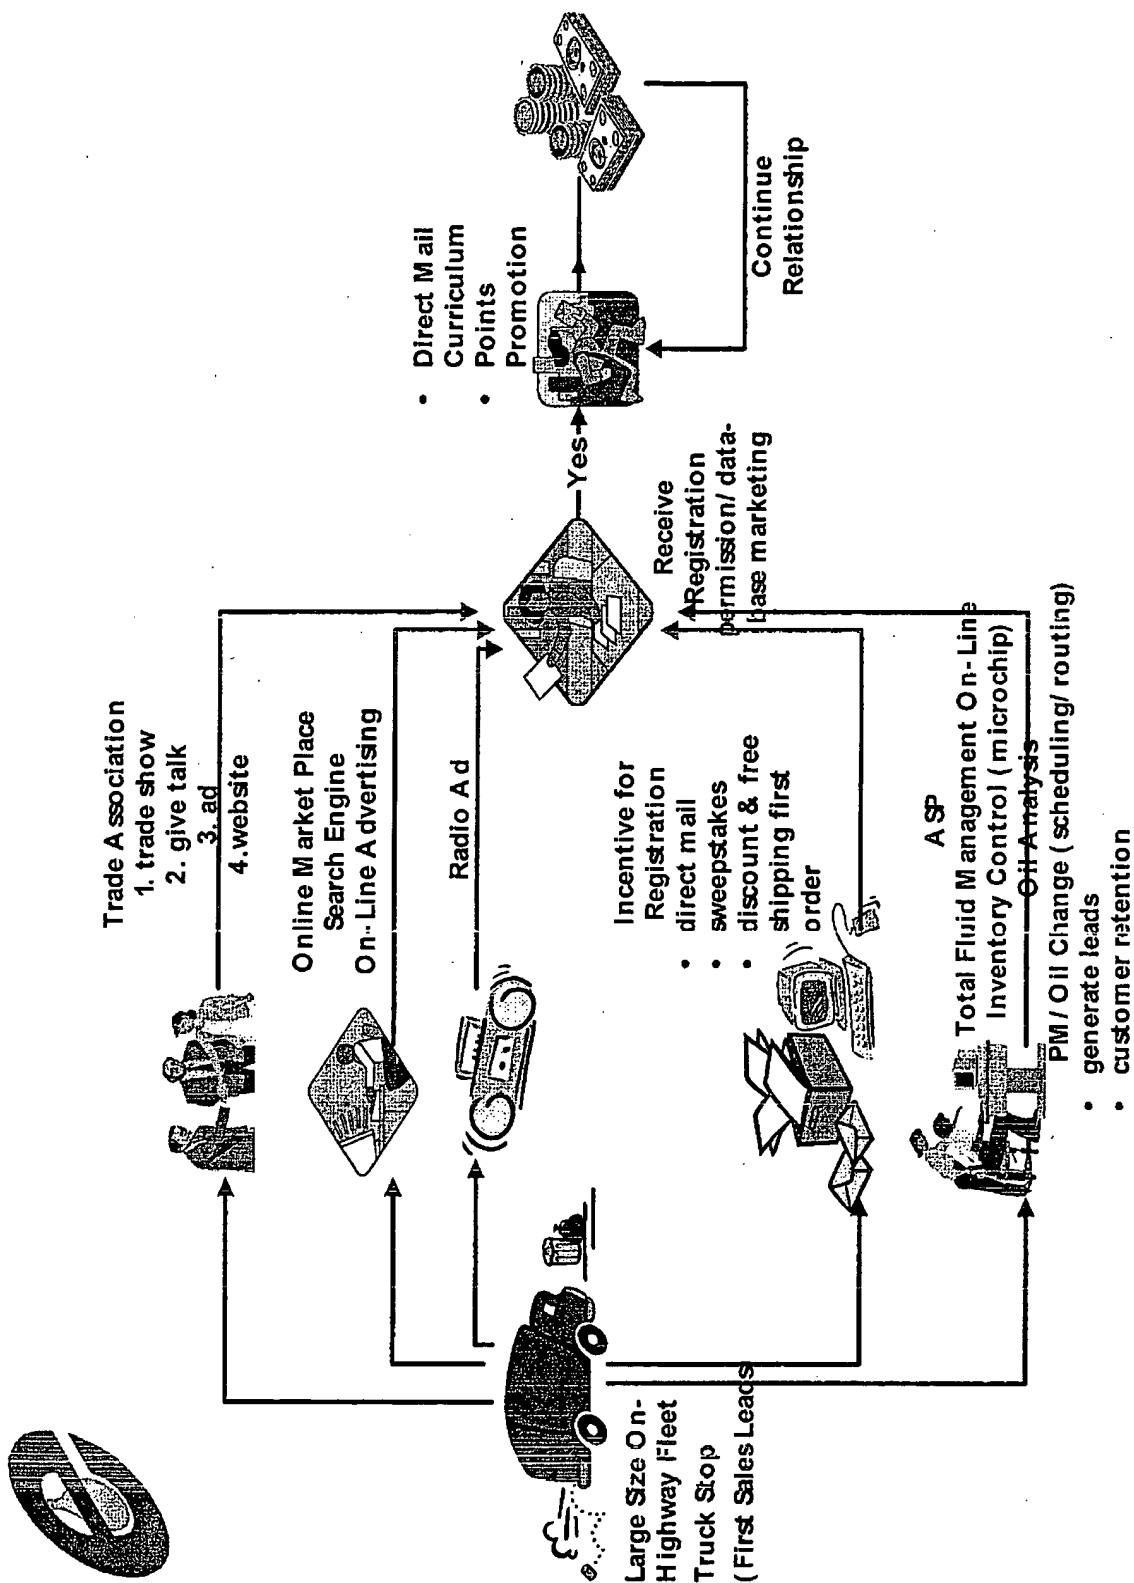 Large Size On-
Highway Fleet
Truck Stop
(First Sales Leads)
Trade Association
1. trade show
2. give talk
3. ad
4.website
Online Market Place
Search Engine
On-Line Advertising
Radio Ad
Incentive for
Registration
• direct mail
• sweepstakes
• discount & free
shipping first
order
ASP
Total Fluid Management On-Line
Inventory Control (microchip)
Oil Analysis
PM/ Oil Change (scheduling/ routing)
• generate leads
• customer retention
Receive
Registration
permission/ data-
base marketing
Yes
• Direct Mail
Curriculum
• Points
Promotion
Continue
Relationship